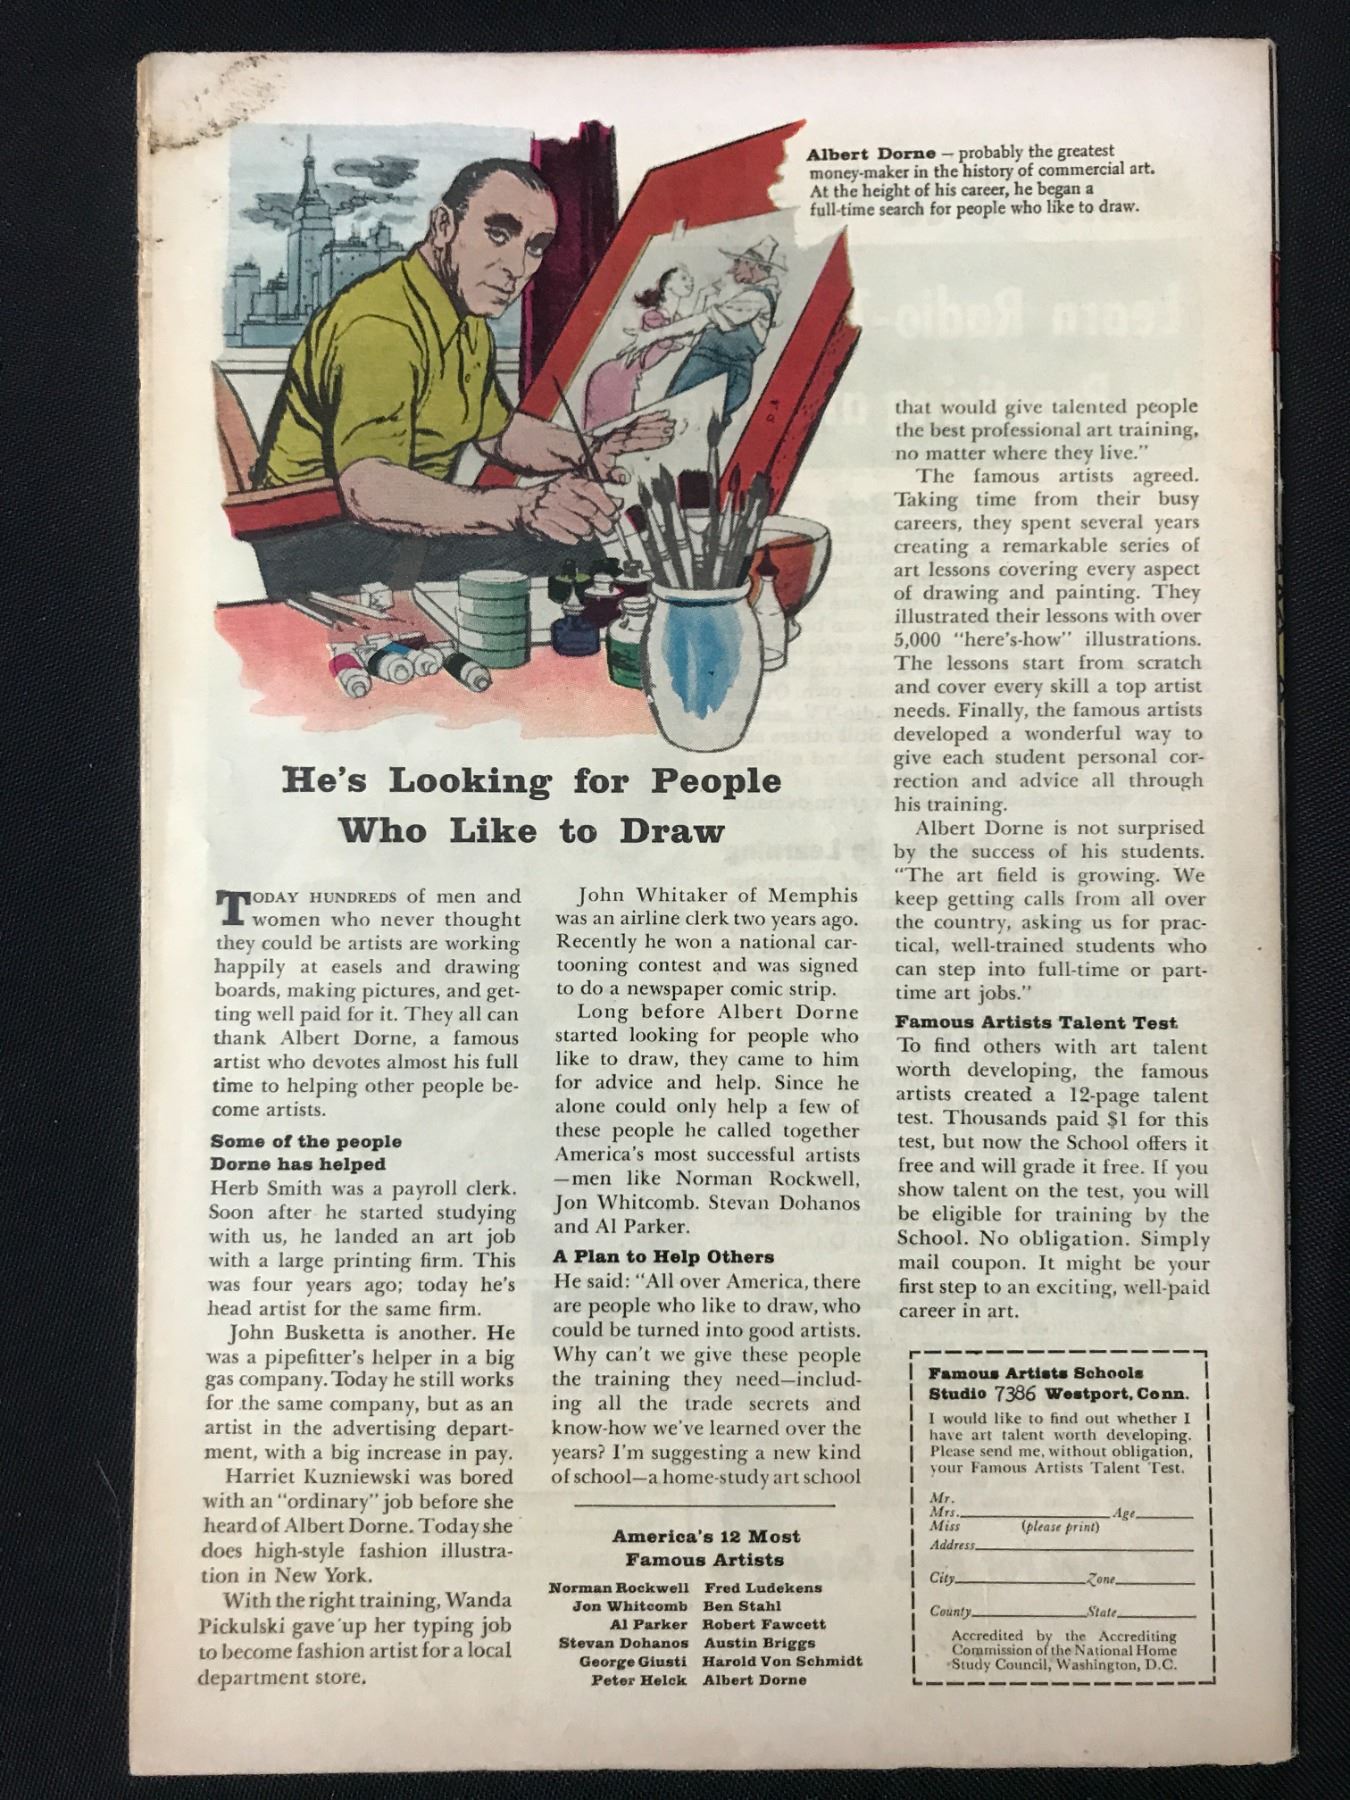 Albert Dorne – probably the greatest
money-maker in the history of commercial art.
At the height of his career, he began a
full-time search for people who like to draw.
He's Looking for People
Who Like to Draw
TODAY HUNDREDS of men and
women who never thought
they could be artists are working
happily at easels and drawing
boards, making pictures, and get-
ting well paid for it. They all can
thank Albert Dorne, a famous
artist who devotes almost his full
time to helping other people be-
come artists.
Some of the people
Dorne has helped
Herb Smith was a payroll clerk.
Soon after he started studying
with us, he landed an art job
with a large printing firm. This
was four years ago; today he's
head artist for the same firm.
John Busketta is another. He
was a pipefitter's helper in a big
gas company. Today he still works
for the same company, but as an
artist in the advertising depart-
ment, with a big increase in pay.
Harriet Kuzniewski was bored
with an "ordinary" job before she
heard of Albert Dorne. Today she
does high-style fashion illustra-
tion in New York.
With the right training, Wanda
Pickulski gave up her typing job
to become fashion artist for a local
department store.
John Whitaker of Memphis
was an airline clerk two years ago.
Recently he won a national car-
tooning contest and was signed
to do a newspaper comic strip.
Long before Albert Dorne
started looking for people who
like to draw, they came to him
for advice and help. Since he
alone could only help a few of
these people he called together
America's most successful artists
—men like Norman Rockwell,
Jon Whitcomb. Stevan Dohanos
and Al Parker.
A Plan to Help Others
He said: "All over America, there
are people who like to draw, who
could be turned into good artists.
Why can't we give these people
the training they need—includ-
ing all the trade secrets and
know-how we've learned over the
years? I'm suggesting a new kind
of school—a home-study art school
America's 12 Most
Famous Artists
Norman Rockwell Fred Ludekens
Jon Whitcomb Ben Stahl
Al Parker Robert Fawcett
Stevan Dohanos Austin Briggs
George Giusti Harold Von Schmidt
Peter Helck Albert Dorne
that would give talented people
the best professional art training,
no matter where they live."
The famous artists agreed.
Taking time from their busy
careers, they spent several years
creating a remarkable series of
art lessons covering every aspect
of drawing and painting. They
illustrated their lessons with over
5,000 "here's-how" illustrations.
The lessons start from scratch
and cover every skill a top artist
needs. Finally, the famous artists
developed a wonderful way to
give each student personal cor-
rection and advice all through
his training.
Albert Dorne is not surprised
by the success of his students.
"The art field is growing. We
keep getting calls from all over
the country, asking us for prac-
tical, well-trained students who
can step into full-time or part-
time art jobs."
Famous Artists Talent Test
To find others with art talent
worth developing, the famous
artists created a 12-page talent
test. Thousands paid $1 for this
test, but now the School offers it
free and will grade it free. If you
show talent on the test, you will
be eligible for training by the
School. No obligation. Simply
mail coupon. It might be your
first step to an exciting, well-paid
career in art.
Famous Artists Schools
Studio 7386 Westport, Conn.
I would like to find out whether I
have art talent worth developing.
Please send me, without obligation,
your Famous Artists Talent Test.
Mr.
Mrs. Age
Miss (please print)
Address
City Zone
County State
Accredited by the Accrediting
Commission of the National Home
Study Council, Washington, D.C.